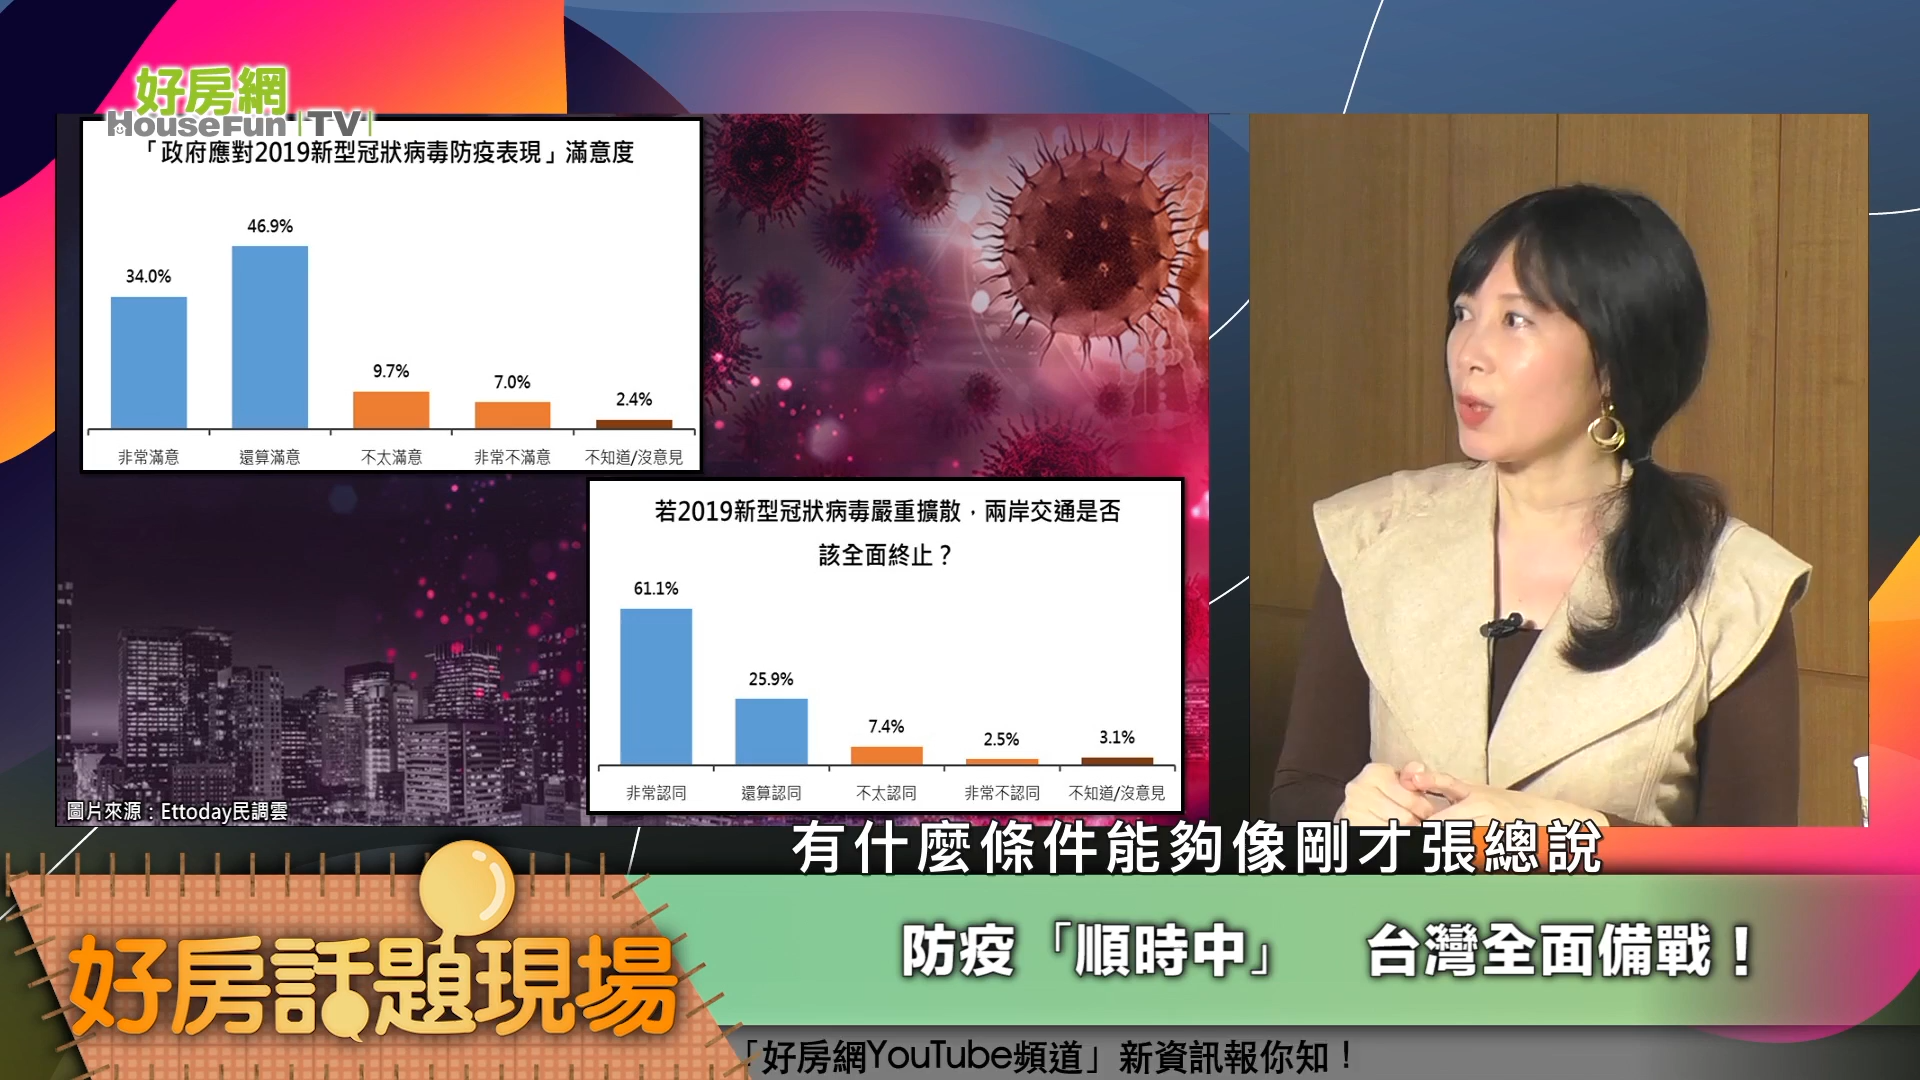 好房網
HouseFun TV
「政府應對2019新型冠狀病毒防疫表現」滿意度
34.0%
46.9%
9.7%
7.0%
2.4%
非常滿意
還算滿意
不太滿意
非常不滿意
不知道/沒意見
若2019新型冠狀病毒嚴重擴散，兩岸交通是否
該全面終止？
61.1%
25.9%
7.4%
2.5%
3.1%
非常認同
還算認同
不太認同
非常不認同
不知道/沒意見
圖片來源：Ettoday民調雲
有什麼條件能夠像剛才張總說
防疫「順時中」 台灣全面備戰！
好房話題現場
「好房網YouTube頻道」新資訊報你知！